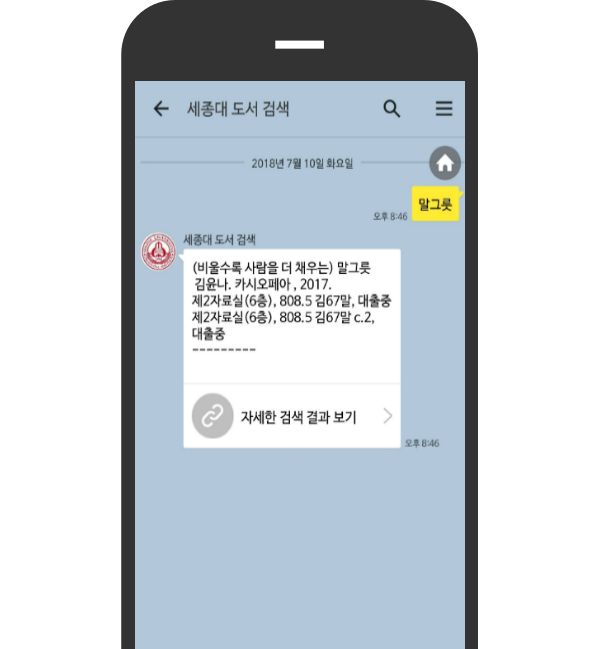 세종대 도서 검색
2018년 7월 10일 화요일
말그릇
오후 8:46
세종대 도서 검색
(비울수록 사람을 더 채우는) 말그릇
김윤나. 카시오페아 , 2017.
제2자료실(6층), 808.5 김67말, 대출중
제2자료실(6층), 808.5 김67말 c.2,
대출중
---------
자세한 검색 결과 보기
오후 8:46